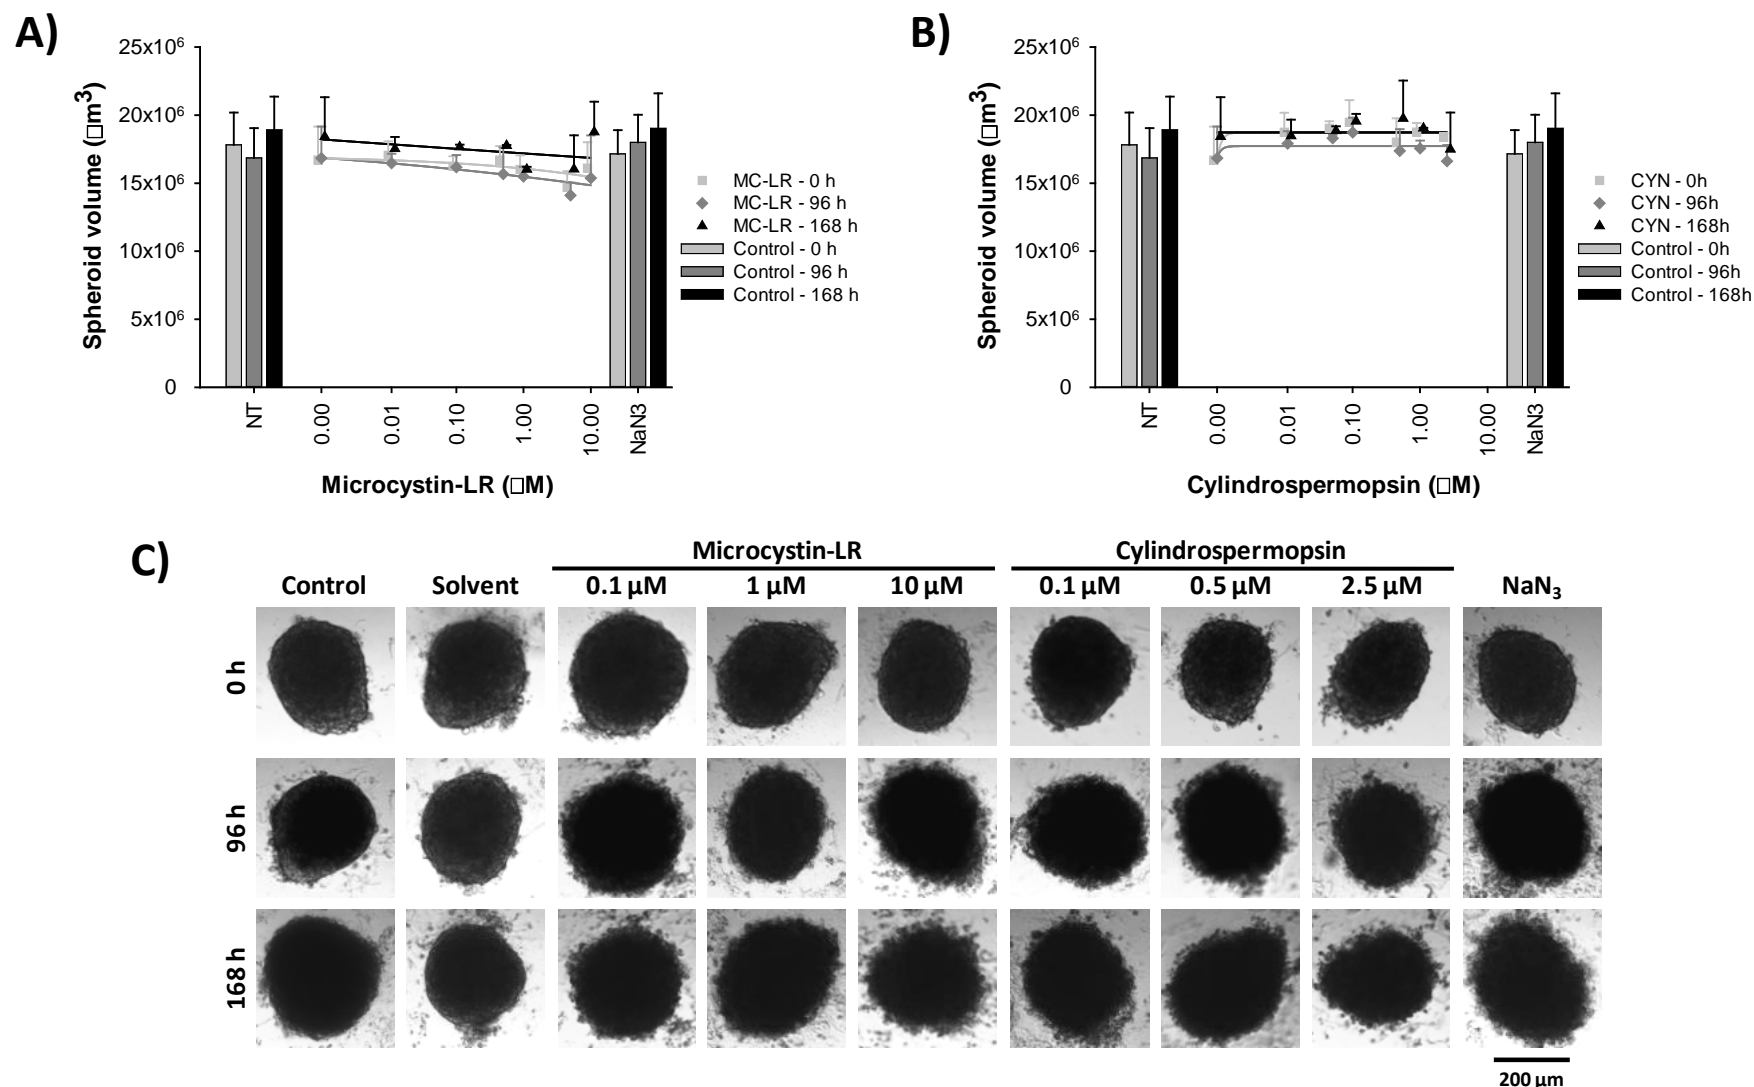 A)
25x10⁶
20x10⁶
15x10⁶
10x10⁶
5x10⁶
0
Spheroid volume (□m³)
NT
0.00
0.01
0.10
1.00
10.00
NaN3
Microcystin-LR (□M)
MC-LR - 0 h
MC-LR - 96 h
MC-LR - 168 h
Control - 0 h
Control - 96 h
Control - 168 h
B)
25x10⁶
20x10⁶
15x10⁶
10x10⁶
5x10⁶
0
Spheroid volume (□m³)
NT
0.00
0.01
0.10
1.00
10.00
NaN3
Cylindrospermopsin (□M)
CYN - 0h
CYN - 96h
CYN - 168h
Control - 0h
Control - 96h
Control - 168h
C)
Microcystin-LR Cylindrospermopsin
Control Solvent 0.1 µM 1 µM 10 µM 0.1 µM 0.5 µM 2.5 µM NaN₃
0 h
96 h
168 h
200 µm